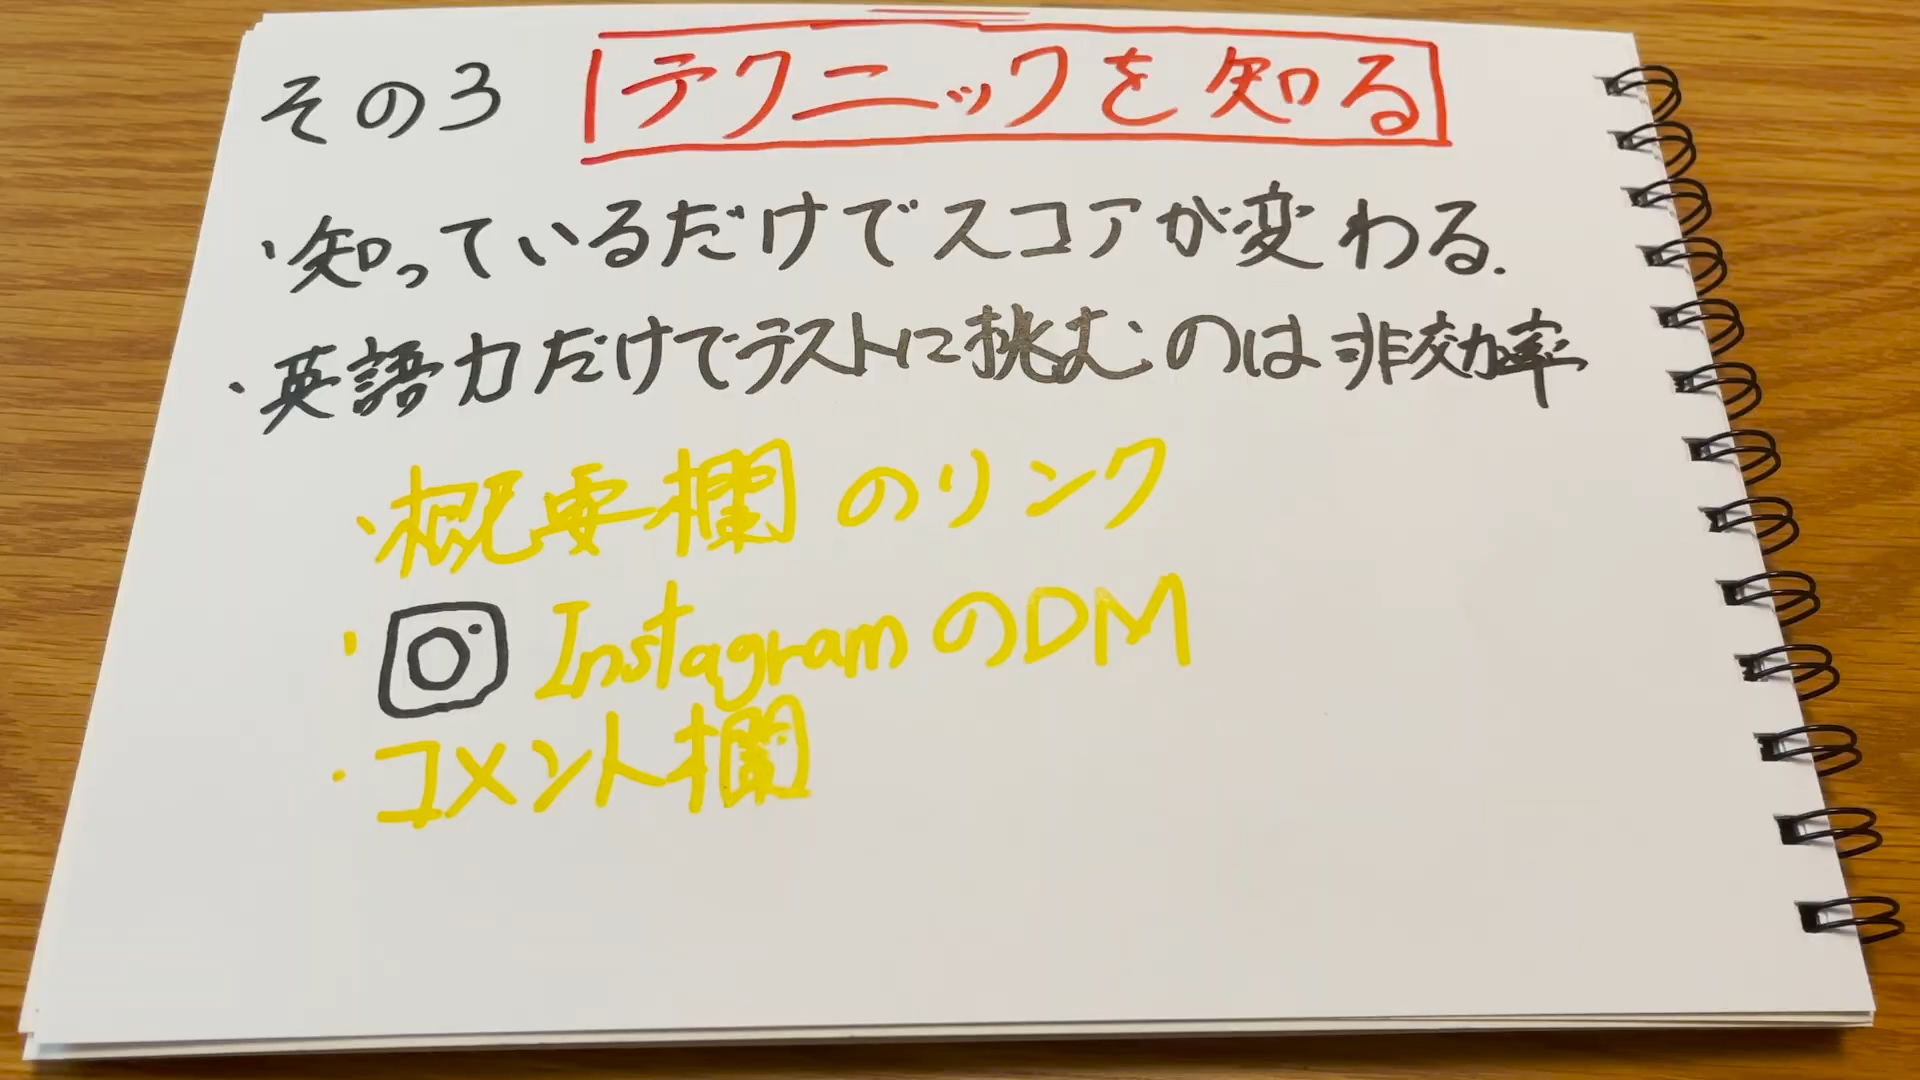 その3 テクニックを知る
・知っているだけでスコアが変わる.
・英語力だけでテストに挑むのは非効率
・概要欄のリンク
・InstagramのDM
・コメント欄